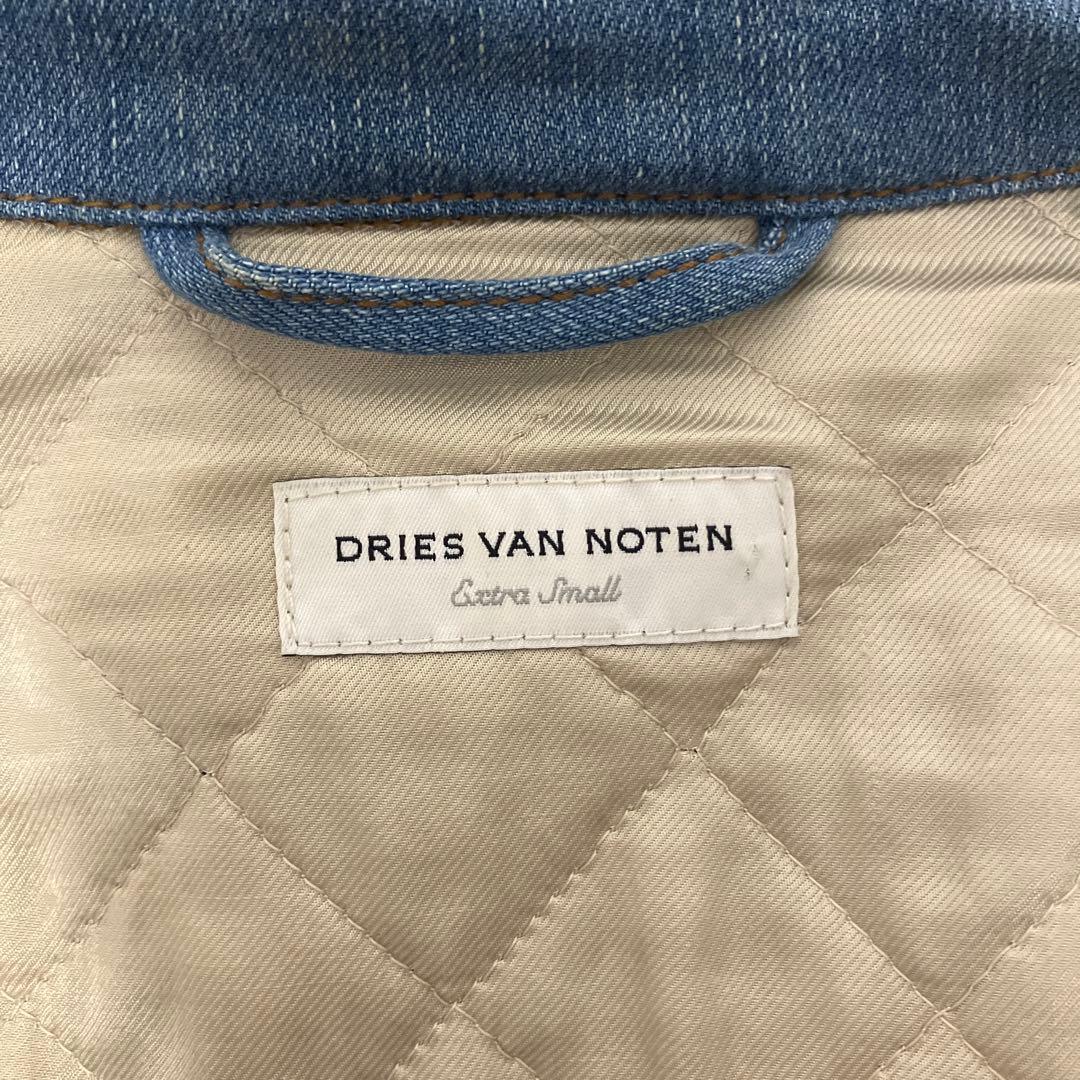 DRIES VAN NOTEN
Extra Small